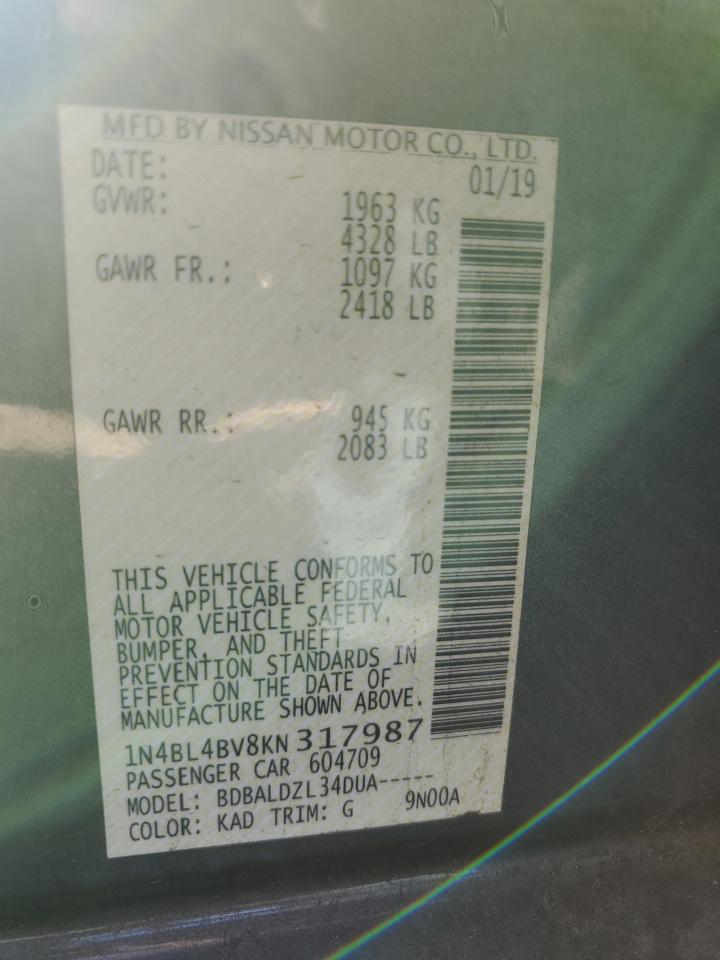 MFD BY NISSAN MOTOR CO., LTD.
DATE: 01/19
GVWR: 1963 KG
4328 LB
GAWR FR.: 1097 KG
2418 LB
GAWR RR.: 945 KG
2083 LB
THIS VEHICLE CONFORMS TO
ALL APPLICABLE FEDERAL
MOTOR VEHICLE SAFETY,
BUMPER, AND THEFT
PREVENTION STANDARDS IN
EFFECT ON THE DATE OF
MANUFACTURE SHOWN ABOVE.
1N4BL4BV8KN317987
PASSENGER CAR 604709
MODEL: BDBALDZL34DUA-----
COLOR: KAD TRIM: G 9N00A